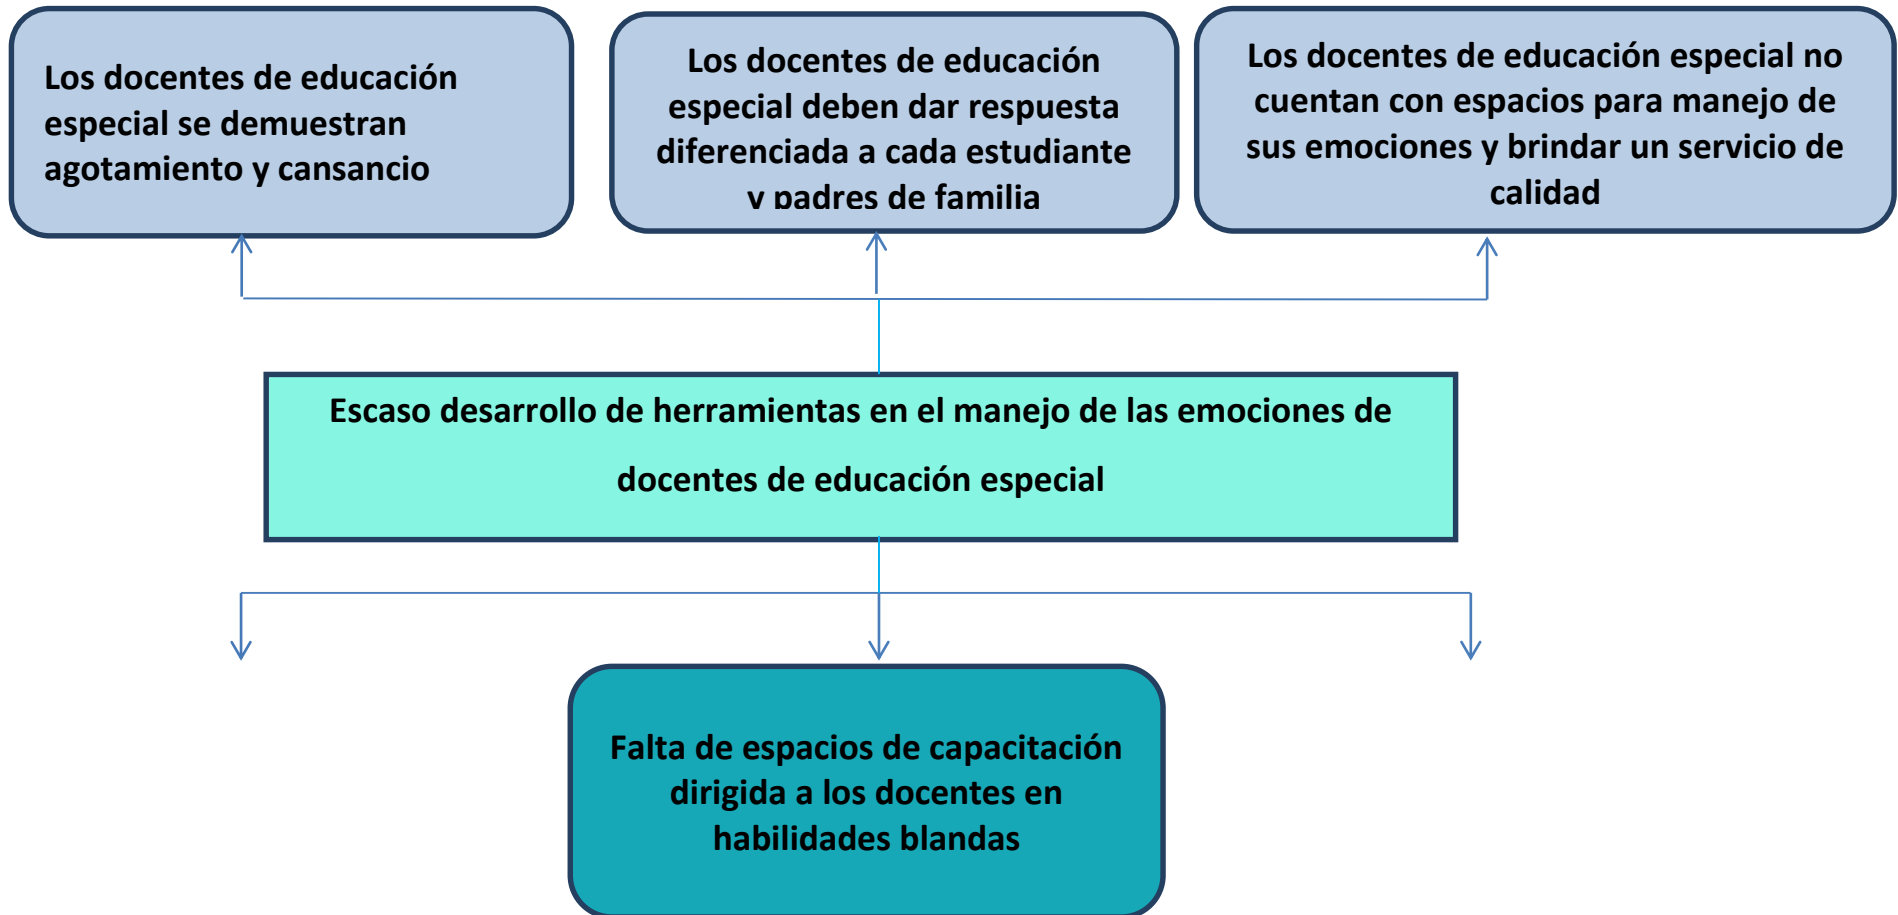 Los docentes de educación
especial se demuestran
agotamiento y cansancio
Los docentes de educación
especial deben dar respuesta
diferenciada a cada estudiante
y padres de familia
Los docentes de educación especial no
cuentan con espacios para manejo de
sus emociones y brindar un servicio de
calidad
Escaso desarrollo de herramientas en el manejo de las emociones de
docentes de educación especial
Falta de espacios de capacitación
dirigida a los docentes en
habilidades blandas